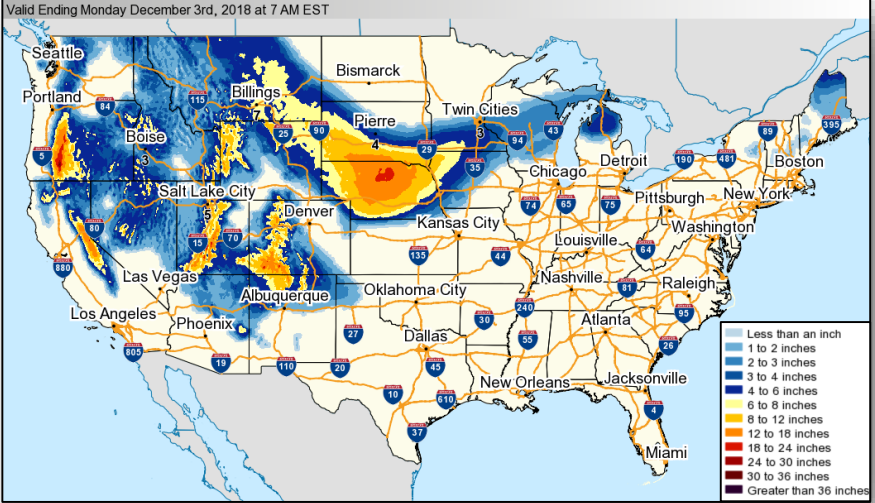 Valid Ending Monday December 3rd, 2018 at 7 AM EST
Seattle
Bismarck
Portland
84
115
Billings
7
25
90
Pierre
4
Twin Cities
3
29
94
43
35
5
Boise
3
395
89
Boston
190
481
Chicago
Detroit
New York
Pittsburgh
Salt Lake City
5
Denver
74
65
75
80
15
70
Kansas City
Washington
880
135
44
Louisville
64
Las Vegas
Albuquerque
Oklahoma City
Nashville
81
Raleigh
240
95
Los Angeles
Phoenix
30
Atlanta
805
27
Dallas
55
26
19
110
20
45
New Orleans
Jacksonville
10
610
4
37
Miami
Less than an inch
1 to 2 inches
2 to 3 inches
3 to 4 inches
4 to 6 inches
6 to 8 inches
8 to 12 inches
12 to 18 inches
18 to 24 inches
24 to 30 inches
30 to 36 inches
Greater than 36 inches